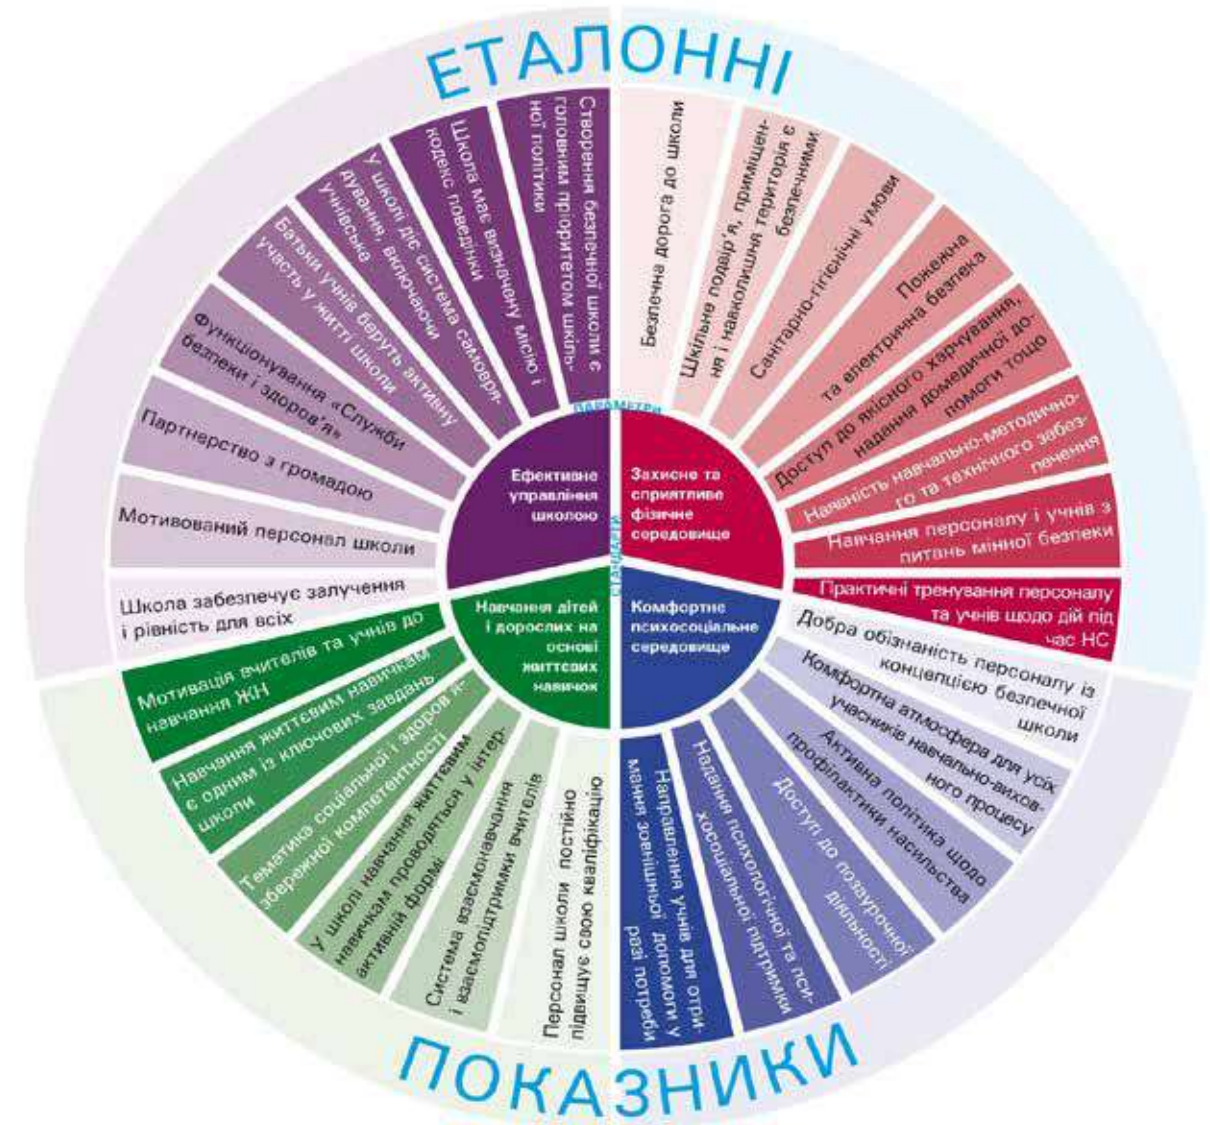 ЕТАЛОННІ
Створення безпечної школи є
головним пріоритетом шкіль-
ної політики
Школа має визначену місію і
кодекс поведінки
У школі діє система самовря-
дування, включаючи
учнівське
Батьки учнів беруть активну
участь у житті школи
Функціонування «Служби
безпеки і здоров'я»
Партнерство з громадою
Мотивований персонал школи
Школа забезпечує залучення
і рівність для всіх
Безпечна дорога до школи
Шкільне подвір'я, приміщен-
ня і навколишня територія є
безпечними
Санітарно-гігієнічні умови
Пожежна
та електрична безпека
Доступ до якісного харчування,
надання домедичної до-
помоги тощо
Наявність навчально-методично-
го та технічного забез-
печення
Навчання персоналу і учнів з
питань мінної безпеки
Практичні тренування персоналу
та учнів щодо дій під
час НС
ПАРАМЕТРИ
СТАНДАРТИ
Ефективне
управління
школою
Захисне та
сприятливе
фізичне
середовище
Навчання дітей
і дорослих на
основі
життєвих
навичок
Комфортне
психосоціальне
середовище
Мотивація вчителів та учнів до
навчання ЖН
Навчання життєвим навичкам
є одним із ключових завдань
школи
Тематика соціальної і здоров'я-
збережної компетентності
У школі навчання життєвим
навичкам проводяться у інтер-
активній формі
Система взаємонавчання
і взаємопідтримки вчителів
Персонал школи постійно
підвищує свою кваліфікацію
Добра обізнаність персоналу із
концепцією безпечної
школи
Комфортна атмосфера для усіх
учасників навчально-вихов-
ного процесу
Активна політика щодо
профілактики насильства
Доступ до позаурочної
діяльності
Надання психологічної та пси-
хосоціальної підтримки
Направлення учнів для отри-
мання зовнішньої допомоги у
разі потреби
ПОКАЗНИКИ